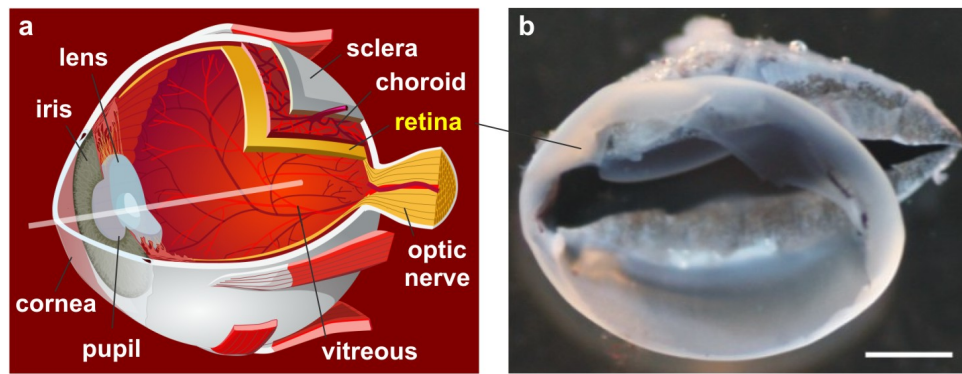 a
b
lens
sclera
iris
choroid
retina
optic
nerve
cornea
pupil
vitreous